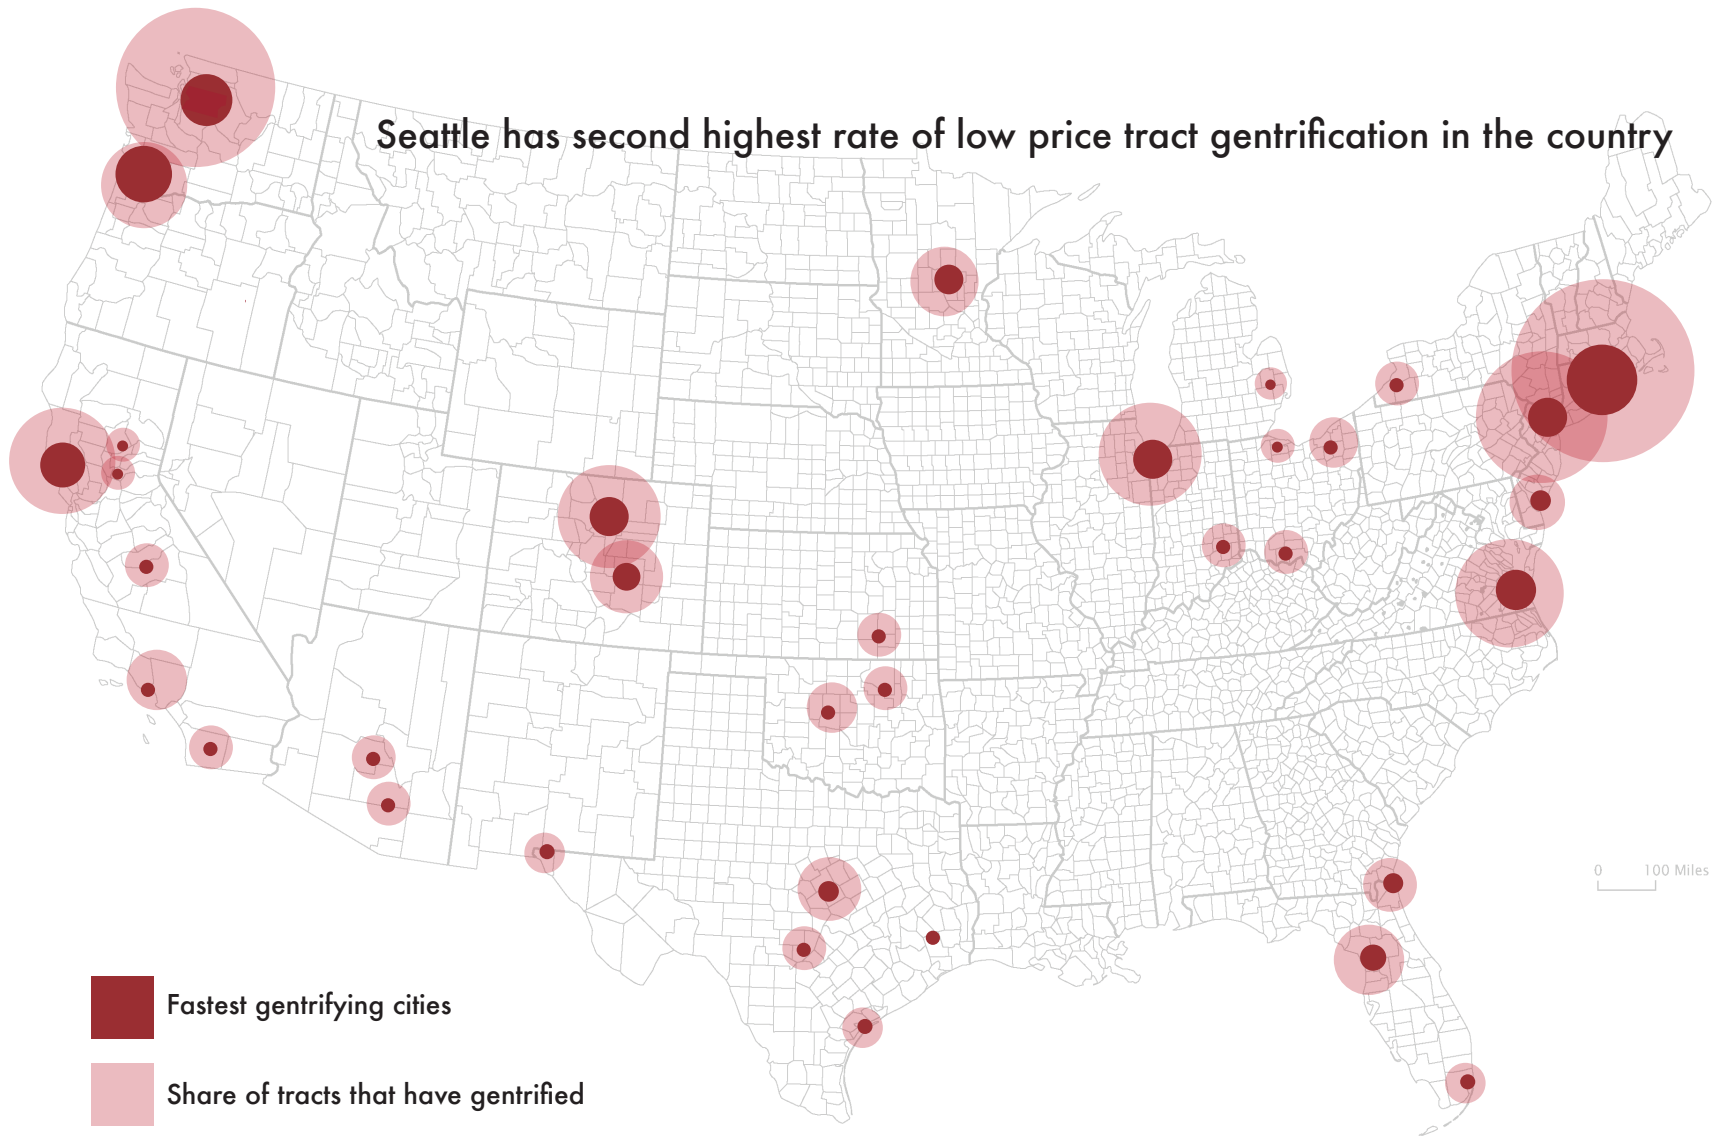 Seattle has second highest rate of low price tract gentrification in the country
0 100 Miles
Fastest gentrifying cities
Share of tracts that have gentrified